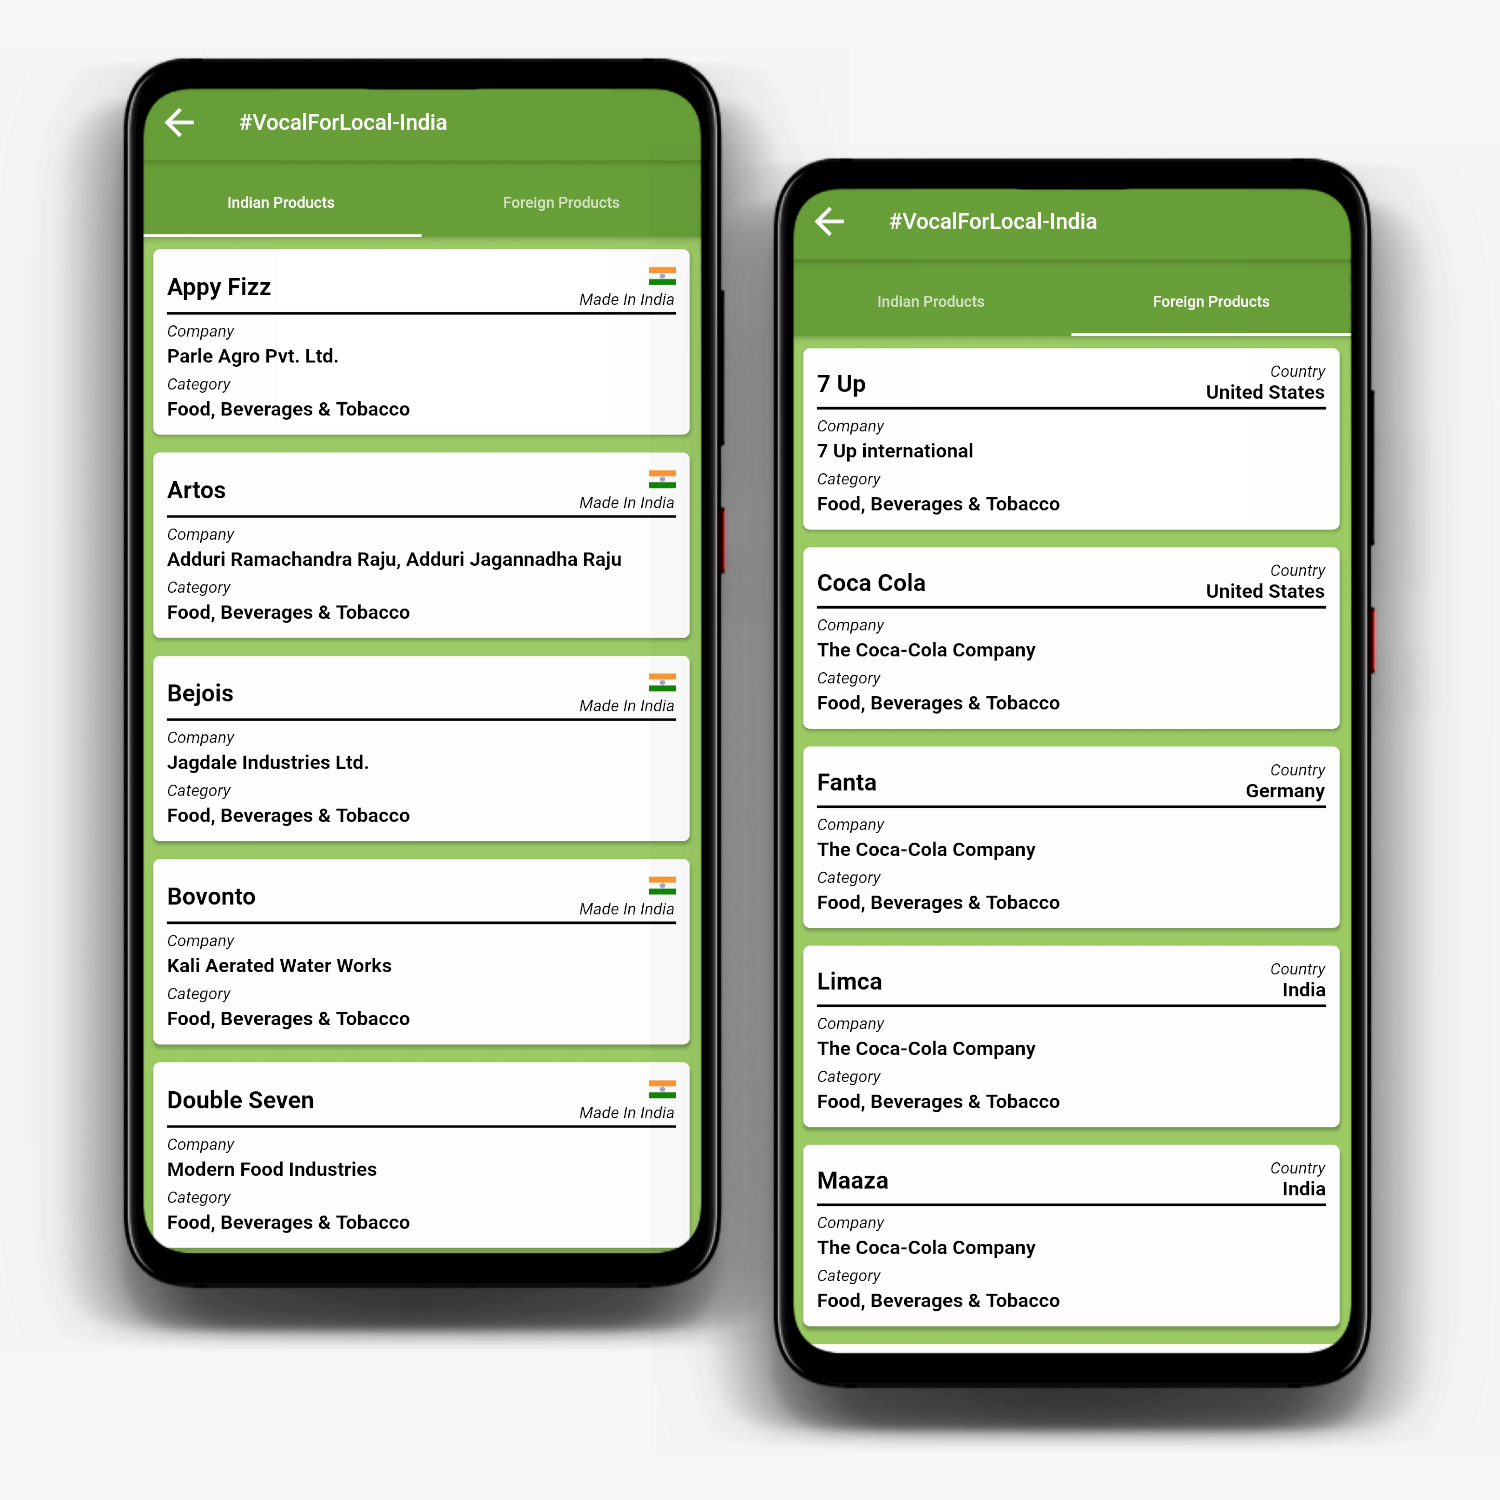 #VocalForLocal-India
Indian Products
Foreign Products
Appy Fizz
Made In India
Company
Parle Agro Pvt. Ltd.
Category
Food, Beverages & Tobacco
Artos
Made In India
Company
Adduri Ramachandra Raju, Adduri Jagannadha Raju
Category
Food, Beverages & Tobacco
Bejois
Made In India
Company
Jagdale Industries Ltd.
Category
Food, Beverages & Tobacco
Bovonto
Made In India
Company
Kali Aerated Water Works
Category
Food, Beverages & Tobacco
Double Seven
Made In India
Company
Modern Food Industries
Category
Food, Beverages & Tobacco
#VocalForLocal-India
Indian Products
Foreign Products
7 Up
Country
United States
Company
7 Up international
Category
Food, Beverages & Tobacco
Coca Cola
Country
United States
Company
The Coca-Cola Company
Category
Food, Beverages & Tobacco
Fanta
Country
Germany
Company
The Coca-Cola Company
Category
Food, Beverages & Tobacco
Limca
Country
India
Company
The Coca-Cola Company
Category
Food, Beverages & Tobacco
Maaza
Country
India
Company
The Coca-Cola Company
Category
Food, Beverages & Tobacco